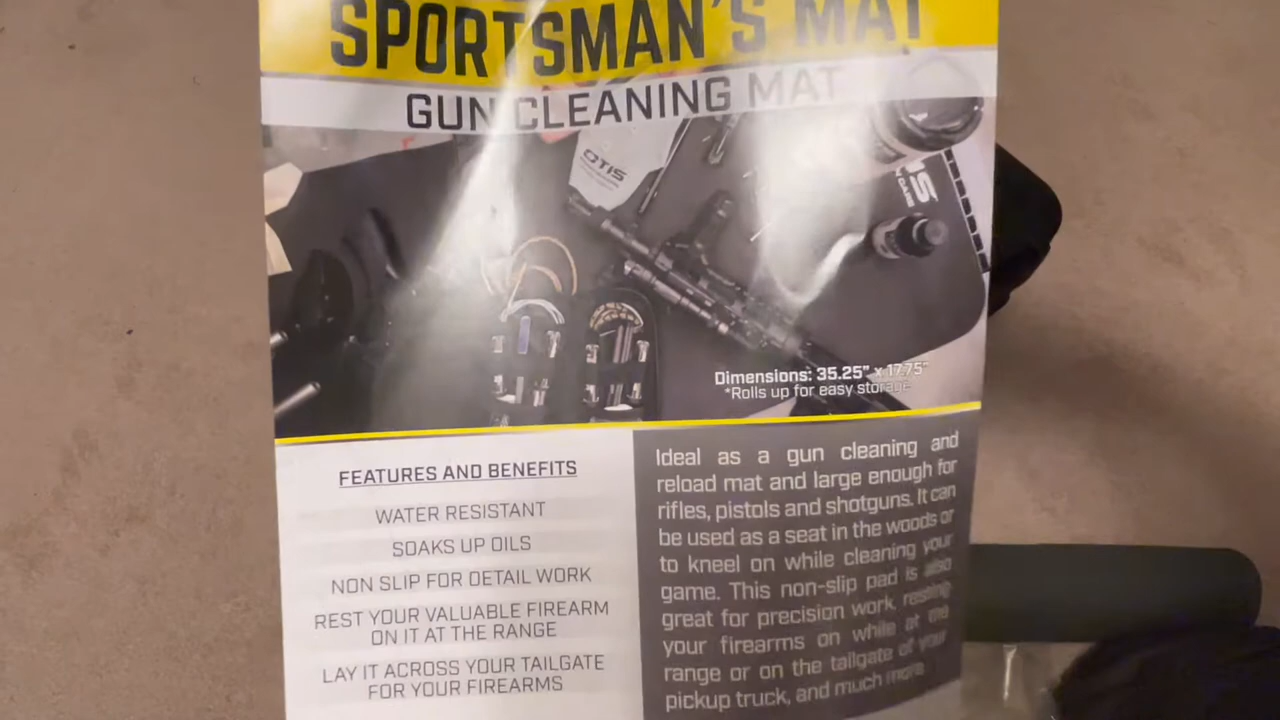 SPORTSMAN'S MAT
GUN CLEANING MAT
OTIS
Dimensions: 35.25" x 17.75"
*Rolls up for easy storage
FEATURES AND BENEFITS
WATER RESISTANT
SOAKS UP OILS
NON SLIP FOR DETAIL WORK
REST YOUR VALUABLE FIREARM
ON IT AT THE RANGE
LAY IT ACROSS YOUR TAILGATE
FOR YOUR FIREARMS
Ideal as a gun cleaning and
reload mat and large enough for
rifles, pistols and shotguns. It can
be used as a seat in the woods or
to kneel on while cleaning your
game. This non-slip pad is also
great for precision work, resting
your firearms on while at the
range or on the tailgate of your
pickup truck, and much more.